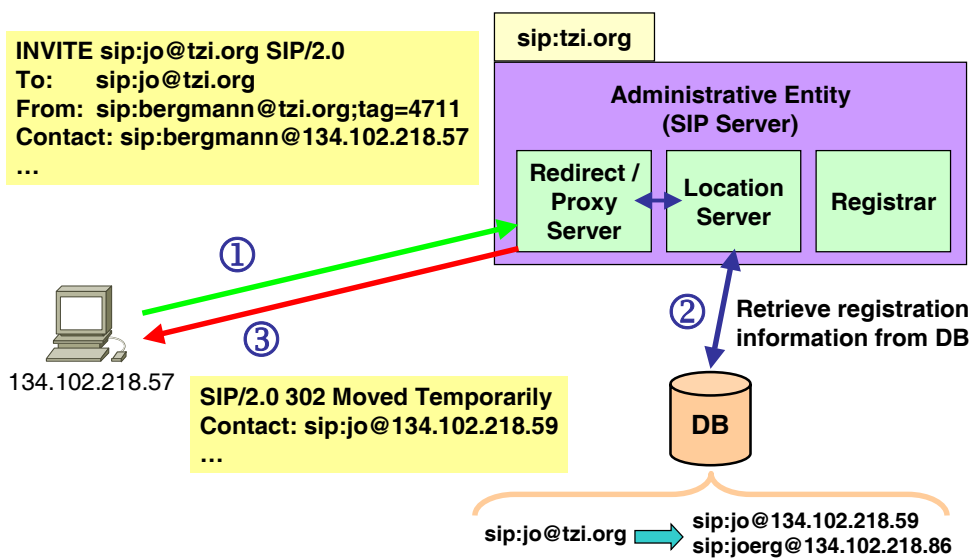 INVITE sip:jo@tzi.org SIP/2.0
To: sip:jo@tzi.org
From: sip:bergmann@tzi.org;tag=4711
Contact: sip:bergmann@134.102.218.57
…
sip:tzi.org
Administrative Entity
(SIP Server)
Redirect /
Proxy
Server
Location
Server
Registrar
①
②
③
Retrieve registration
information from DB
134.102.218.57
SIP/2.0 302 Moved Temporarily
Contact: sip:jo@134.102.218.59
…
DB
sip:jo@tzi.org
sip:jo@134.102.218.59
sip:joerg@134.102.218.86